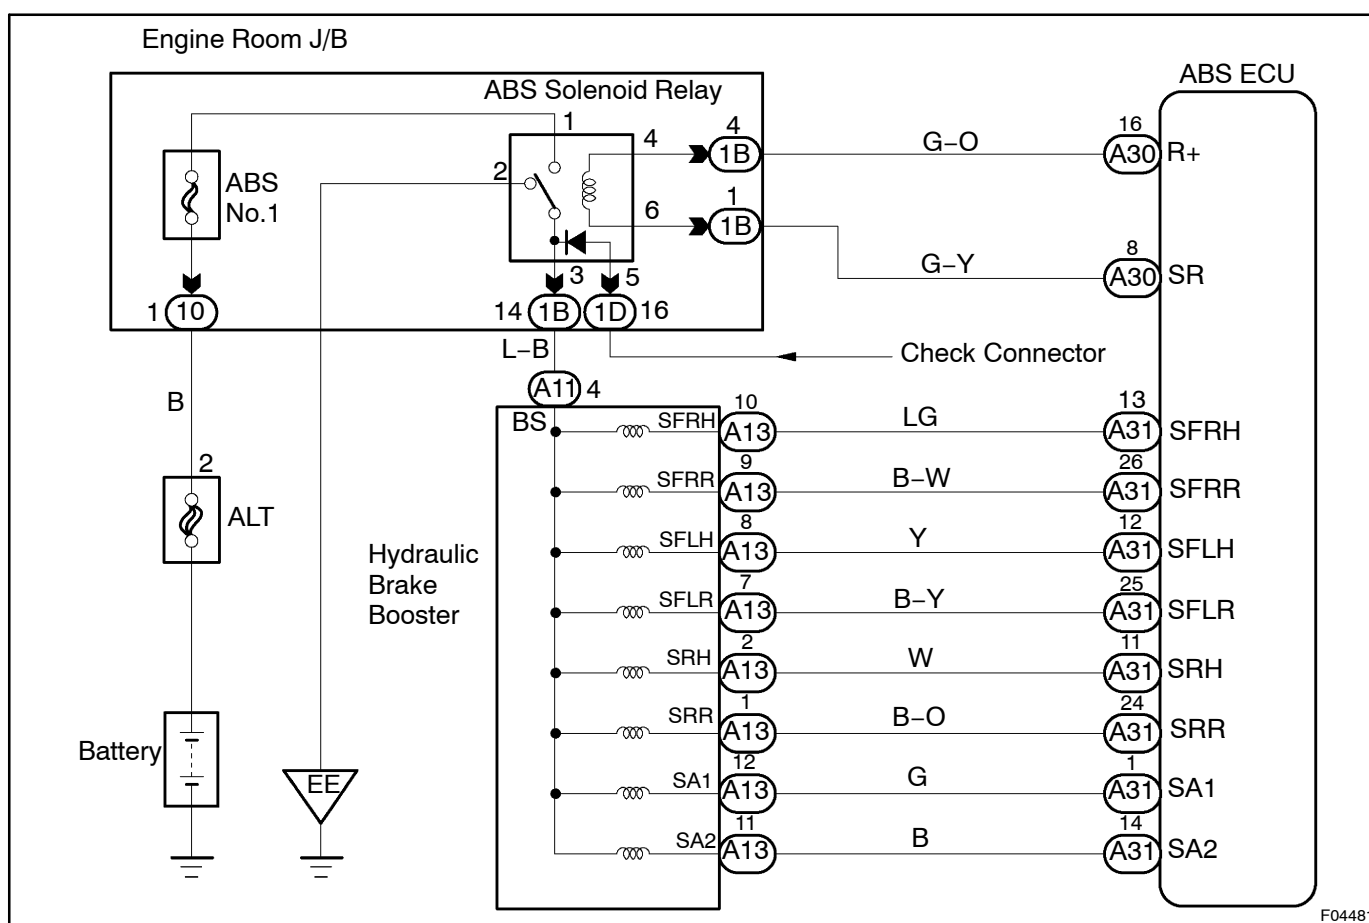 Engine Room J/B
ABS ECU
ABS Solenoid Relay
1
4
4
1B
G–O
16
A30
R+
2
ABS
No.1
6
1
1B
G–Y
8
A30
SR
3
5
1
10
14
1B
1D
16
L–B
Check Connector
A11
4
B
BS
SFRH
10
A13
LG
13
A31
SFRH
SFRR
9
A13
B–W
26
A31
SFRR
2
ALT
SFLH
8
A13
Y
12
A31
SFLH
Hydraulic
Brake
Booster
SFLR
7
A13
B–Y
25
A31
SFLR
SRH
2
A13
W
11
A31
SRH
SRR
1
A13
B–O
24
A31
SRR
Battery
EE
SA1
12
A13
G
1
A31
SA1
SA2
11
A13
B
14
A31
SA2